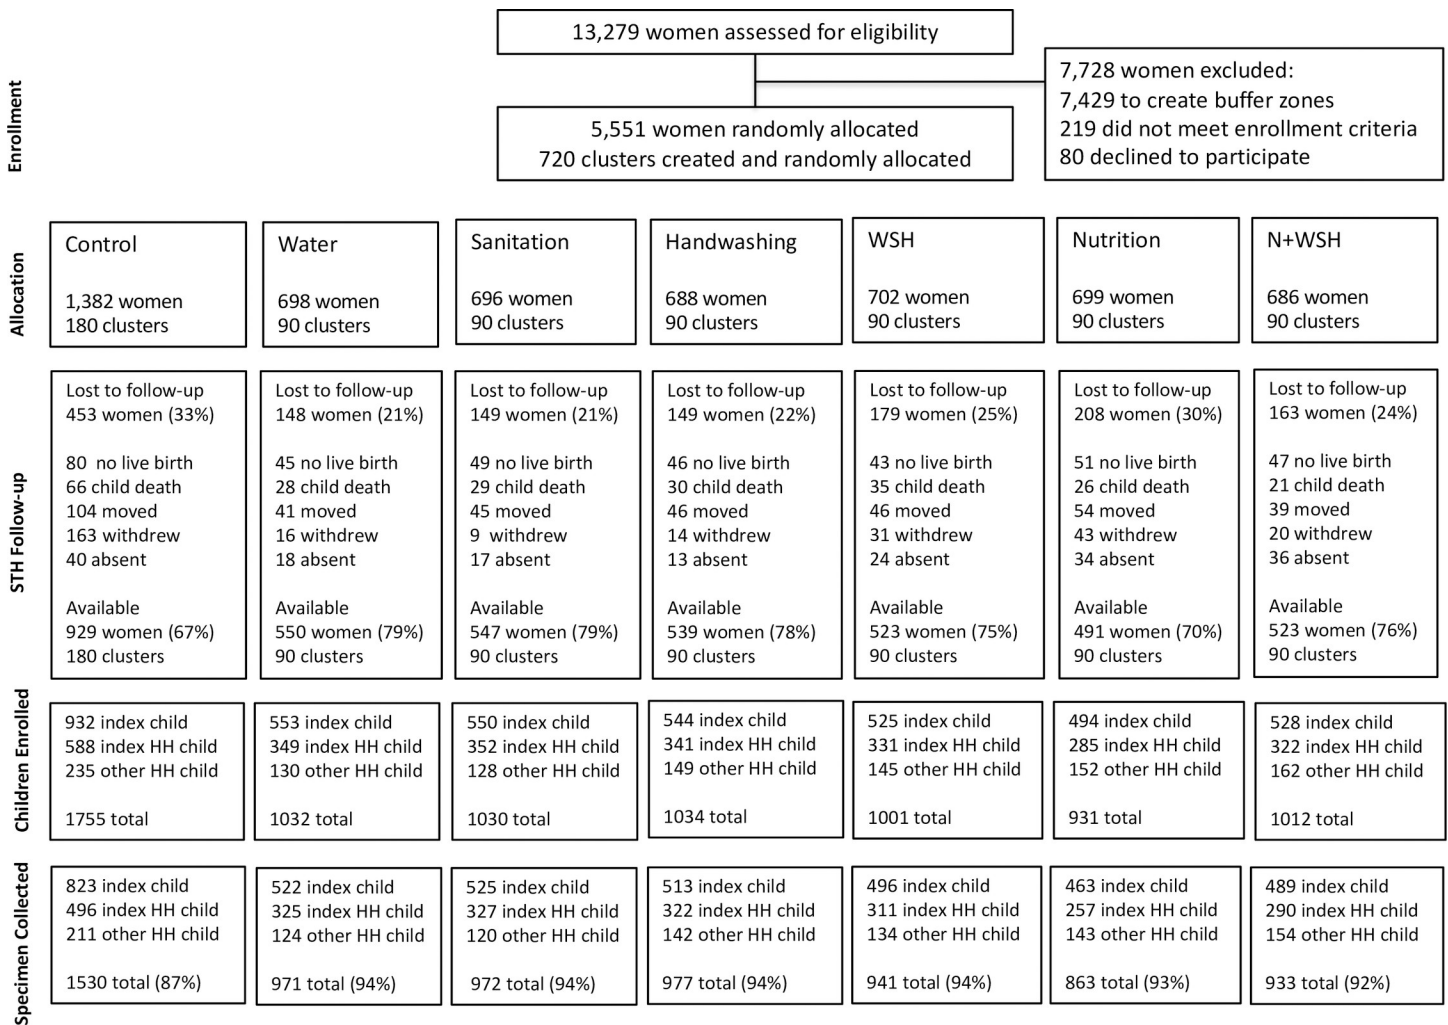 13,279 women assessed for eligibility
7,728 women excluded:
7,429 to create buffer zones
219 did not meet enrollment criteria
80 declined to participate
5,551 women randomly allocated
720 clusters created and randomly allocated
Enrollment
Allocation
Control
1,382 women
180 clusters
Water
698 women
90 clusters
Sanitation
696 women
90 clusters
Handwashing
688 women
90 clusters
WSH
702 women
90 clusters
Nutrition
699 women
90 clusters
N+WSH
686 women
90 clusters
STH Follow-up
Lost to follow-up
453 women (33%)
80 no live birth
66 child death
104 moved
163 withdrew
40 absent
Available
929 women (67%)
180 clusters
Lost to follow-up
148 women (21%)
45 no live birth
28 child death
41 moved
16 withdrew
18 absent
Available
550 women (79%)
90 clusters
Lost to follow-up
149 women (21%)
49 no live birth
29 child death
45 moved
9 withdrew
17 absent
Available
547 women (79%)
90 clusters
Lost to follow-up
149 women (22%)
46 no live birth
30 child death
46 moved
14 withdrew
13 absent
Available
539 women (78%)
90 clusters
Lost to follow-up
179 women (25%)
43 no live birth
35 child death
46 moved
31 withdrew
24 absent
Available
523 women (75%)
90 clusters
Lost to follow-up
208 women (30%)
51 no live birth
26 child death
54 moved
43 withdrew
34 absent
Available
491 women (70%)
90 clusters
Lost to follow-up
163 women (24%)
47 no live birth
21 child death
39 moved
20 withdrew
36 absent
Available
523 women (76%)
90 clusters
Children Enrolled
932 index child
588 index HH child
235 other HH child
1755 total
553 index child
349 index HH child
130 other HH child
1032 total
550 index child
352 index HH child
128 other HH child
1030 total
544 index child
341 index HH child
149 other HH child
1034 total
525 index child
331 index HH child
145 other HH child
1001 total
494 index child
285 index HH child
152 other HH child
931 total
528 index child
322 index HH child
162 other HH child
1012 total
Specimen Collected
823 index child
496 index HH child
211 other HH child
1530 total (87%)
522 index child
325 index HH child
124 other HH child
971 total (94%)
525 index child
327 index HH child
120 other HH child
972 total (94%)
513 index child
322 index HH child
142 other HH child
977 total (94%)
496 index child
311 index HH child
134 other HH child
941 total (94%)
463 index child
257 index HH child
143 other HH child
863 total (93%)
489 index child
290 index HH child
154 other HH child
933 total (92%)